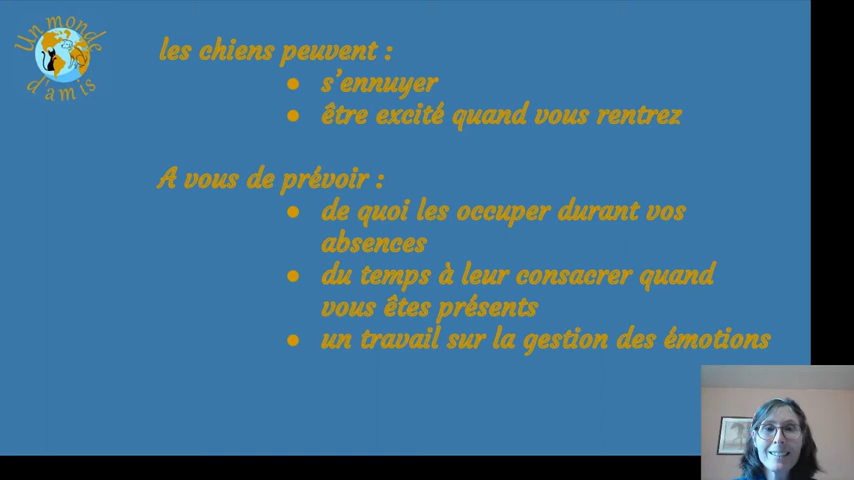 Un monde
d'amis
les chiens peuvent :
● s'ennuyer
● être excité quand vous rentrez
A vous de prévoir :
● de quoi les occuper durant vos
absences
● du temps à leur consacrer quand
vous êtes présents
● un travail sur la gestion des émotions